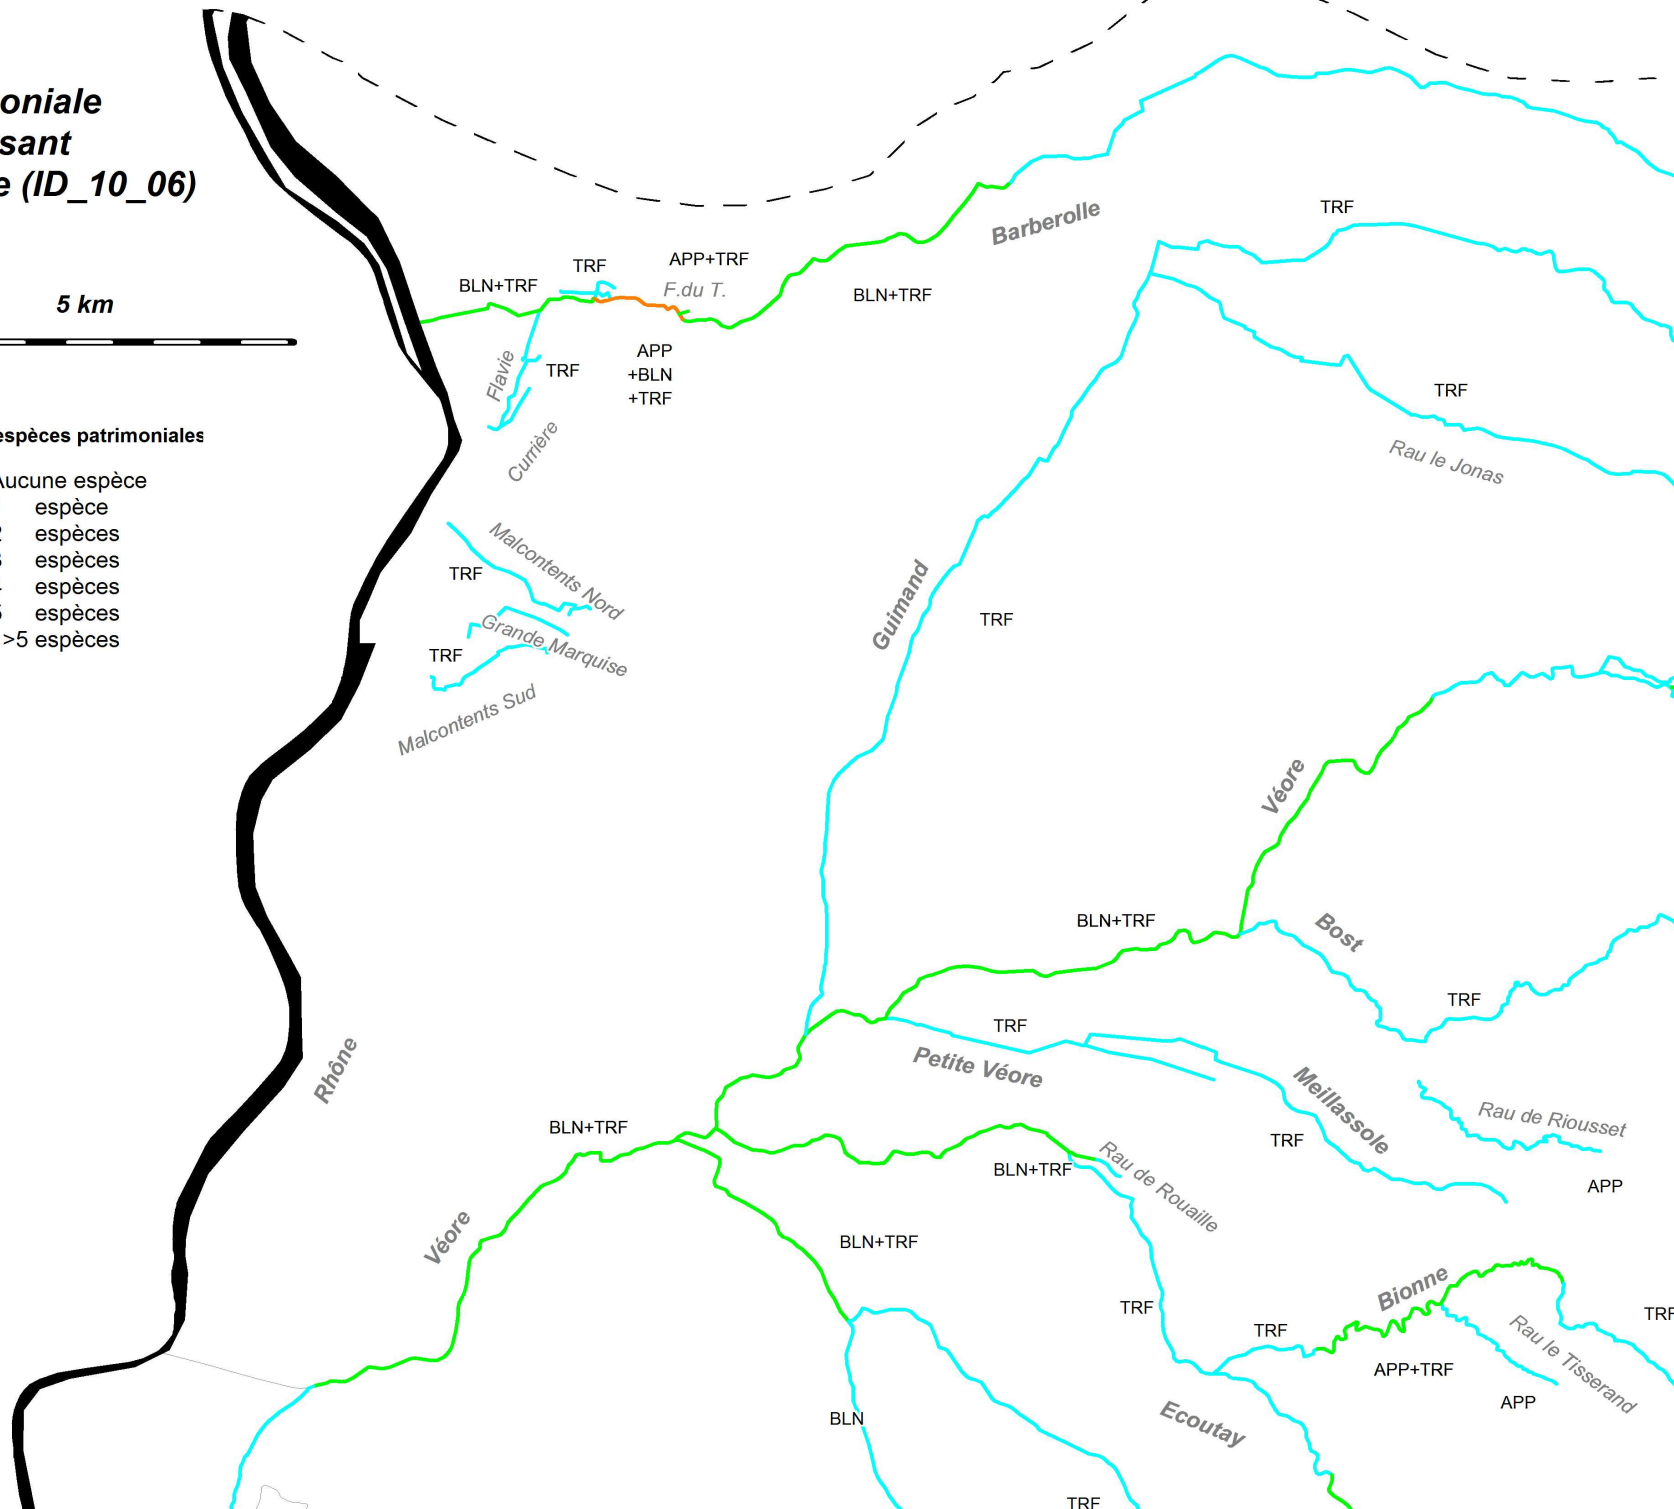 oniale
sant
e (ID_10_06)
5 km
espèces patrimoniales
Aucune espèce
espèce
2 espèces
espèces
espèces
5 espèces
>5 espèces
TRF
Barberolle
TRF
APP+TRF
BLN+TRF
F.du T.
BLN+TRF
APP
+BLN
+TRF
Flavie
TRF
TRF
Currière
Rau le Jonas
Malcontents Nord
TRF
Guimand
TRF
Grande Marquise
TRF
Malcontents Sud
Véore
BLN+TRF
Bost
TRF
TRF
Rhône
Petite Véore
Meillassole
Rau de Riousset
BLN+TRF
TRF
BLN+TRF
Rau de Rouaille
APP
Véore
BLN+TRF
Bionne
TRF
TRF
TRF
Rau le Tisserand
APP+TRF
APP
BLN
Ecoutay
TRF